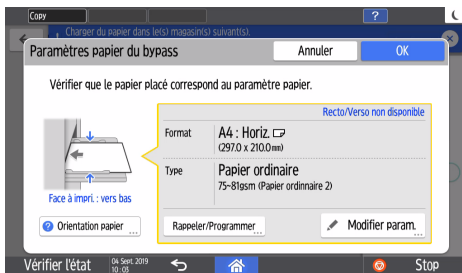 Copy
?
Charger du papier dans le(s) magasin(s) suivant(s).
Paramètres papier du bypass
Annuler
OK
Vérifier que le papier placé correspond au paramètre papier.
Recto/Verso non disponible
Format
A4 : Horiz.
(297.0 x 210.0mm)
Type
Papier ordinaire
75-81gsm (Papier ordinnaire 2)
Face à impri. : vers bas
? Orientation papier ...
Rappeler/Programmer...
Modifier param. ...
Vérifier l'état
04 Sept. 2019
10:03
Stop